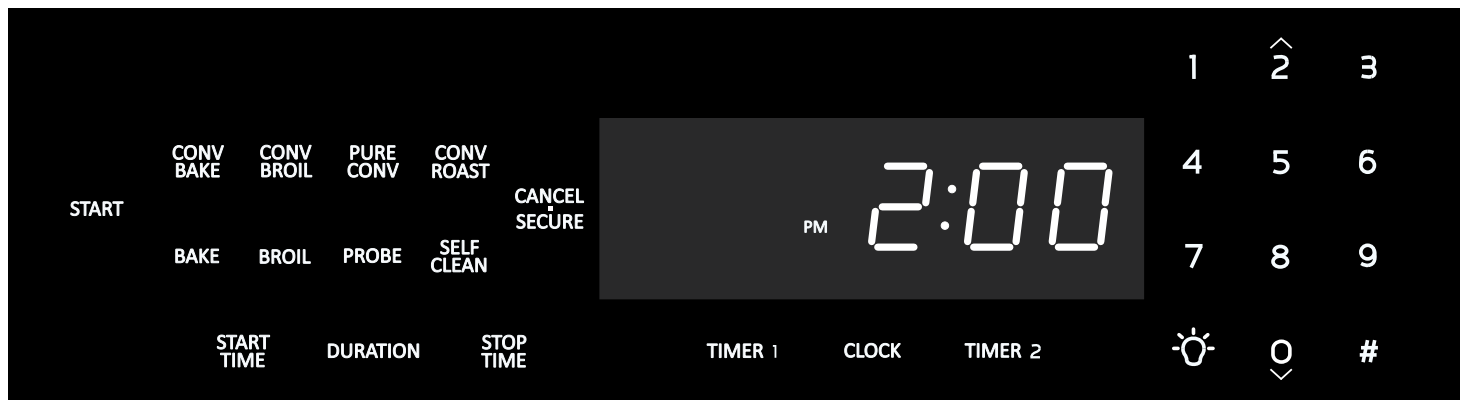 1 2 3
CONV BAKE
CONV BROIL
PURE CONV
CONV ROAST
4 5 6
START
CANCEL
SECURE
PM 2:00
BAKE
BROIL
PROBE
SELF CLEAN
7 8 9
START TIME
DURATION
STOP TIME
TIMER 1
CLOCK
TIMER 2
0 #